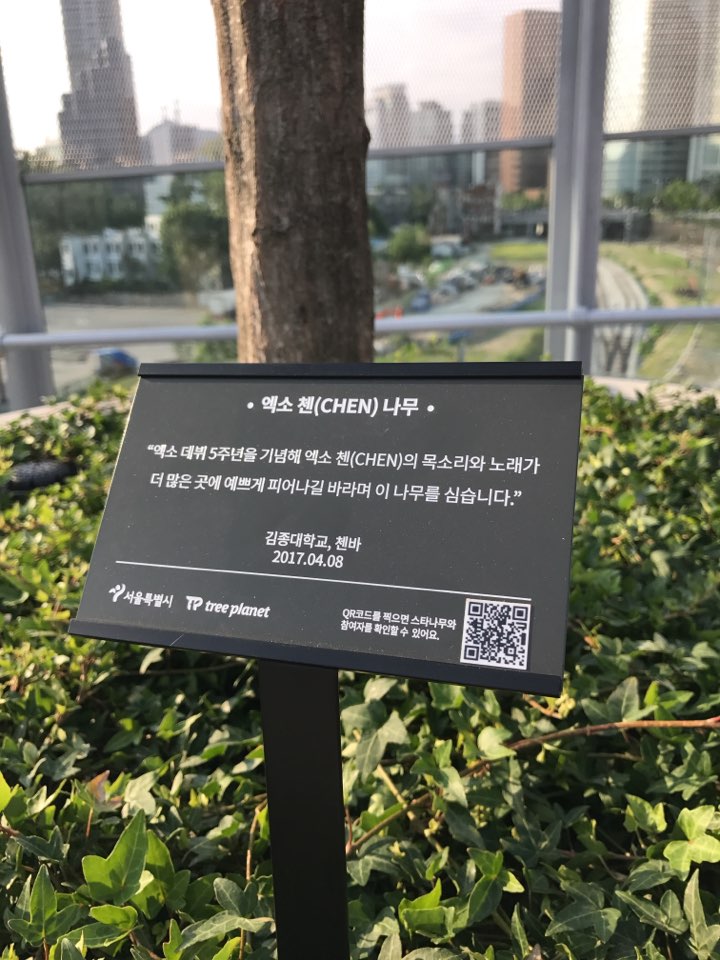 • 엑소 첸(CHEN) 나무 •
“엑소 데뷔 5주년을 기념해 엑소 첸(CHEN)의 목소리와 노래가
더 많은 곳에 예쁘게 피어나길 바라며 이 나무를 심습니다.”
김종대학교, 첸바
2017.04.08
서울특별시 TP tree planet
QR코드를 찍으면 스타나무와
참여자를 확인할 수 있어요.